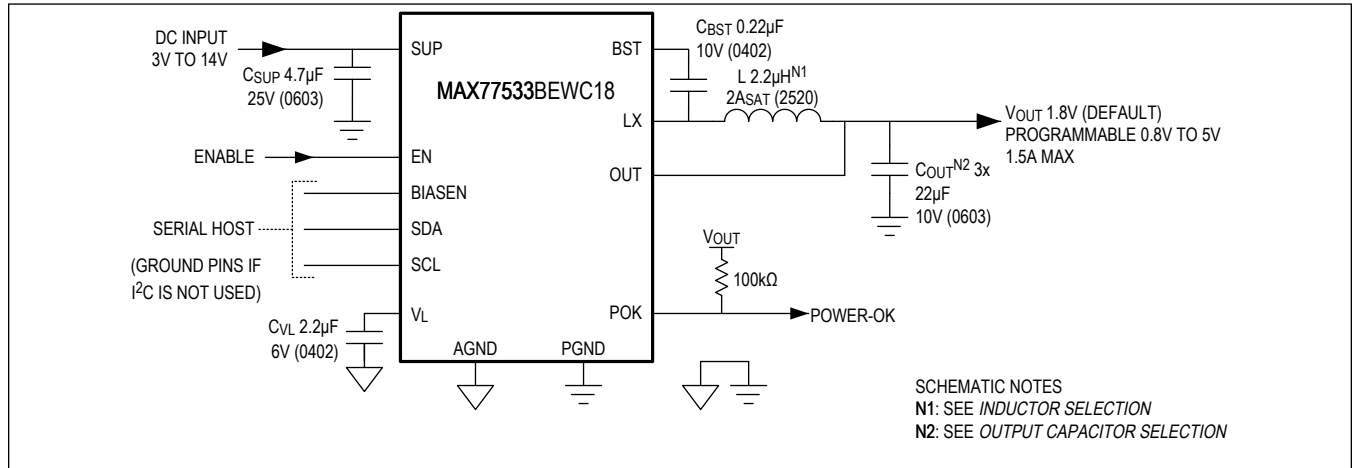 DC INPUT
3V TO 14V
CSUP 4.7µF
25V (0603)
ENABLE
SERIAL HOST
(GROUND PINS IF
I2C IS NOT USED)
CVL 2.2µF
6V (0402)
SUP
EN
BIASEN
SDA
SCL
VL
AGND
PGND
MAX77533BEWC18
BST
LX
OUT
POK
CBST 0.22µF
10V (0402)
L 2.2µHN1
2ASAT (2520)
VOUT 1.8V (DEFAULT)
PROGRAMMABLE 0.8V TO 5V
1.5A MAX
COUTN2 3x
22µF
10V (0603)
VOUT
100kΩ
POWER-OK
SCHEMATIC NOTES
N1: SEE INDUCTOR SELECTION
N2: SEE OUTPUT CAPACITOR SELECTION